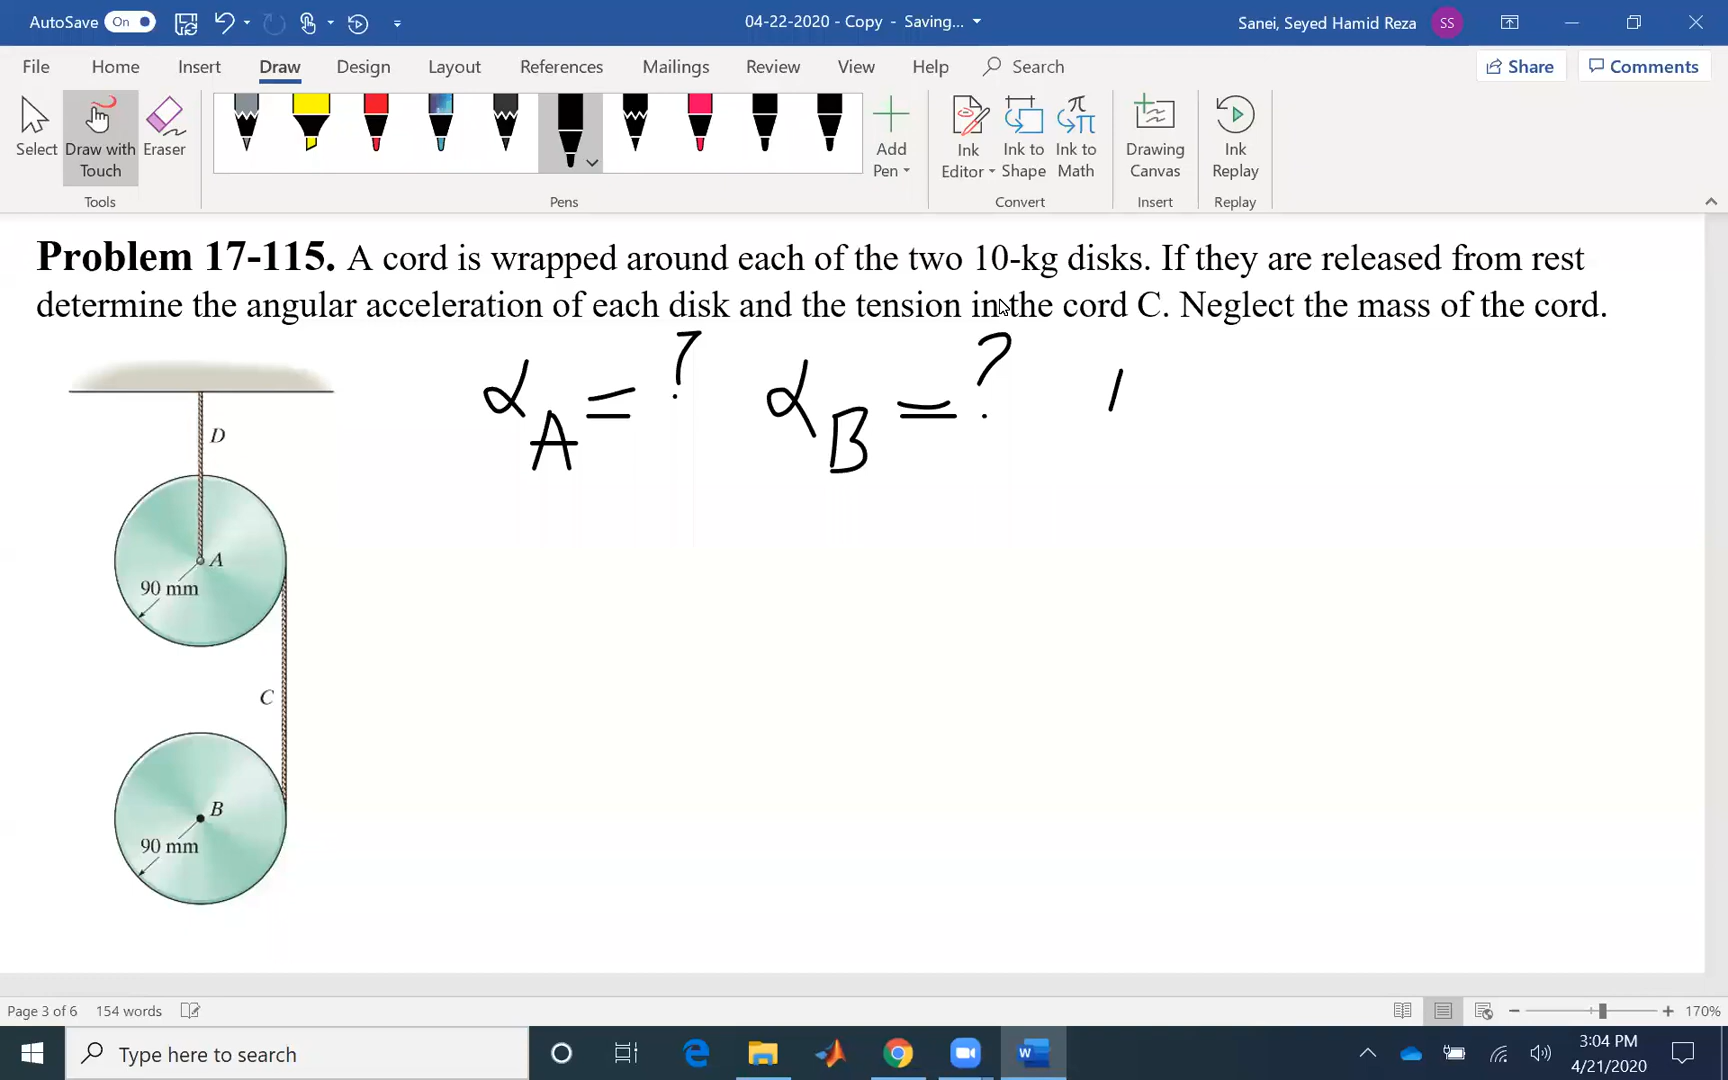 AutoSave On 04-22-2020 - Copy - Saving... Sanei, Seyed Hamid Reza SS
File Home Insert Draw Design Layout References Mailings Review View Help Search Share Comments
Select Draw with Touch Eraser Add Pen Ink Editor Ink to Shape Ink to Math Drawing Canvas Ink Replay
Tools Pens Convert Insert Replay
Problem 17-115. A cord is wrapped around each of the two 10-kg disks. If they are released from rest
determine the angular acceleration of each disk and the tension in the cord C. Neglect the mass of the cord.
α_A = ? α_B = ?
D
A
90 mm
C
B
90 mm
Page 3 of 6 154 words 170%
Type here to search 3:04 PM
4/21/2020